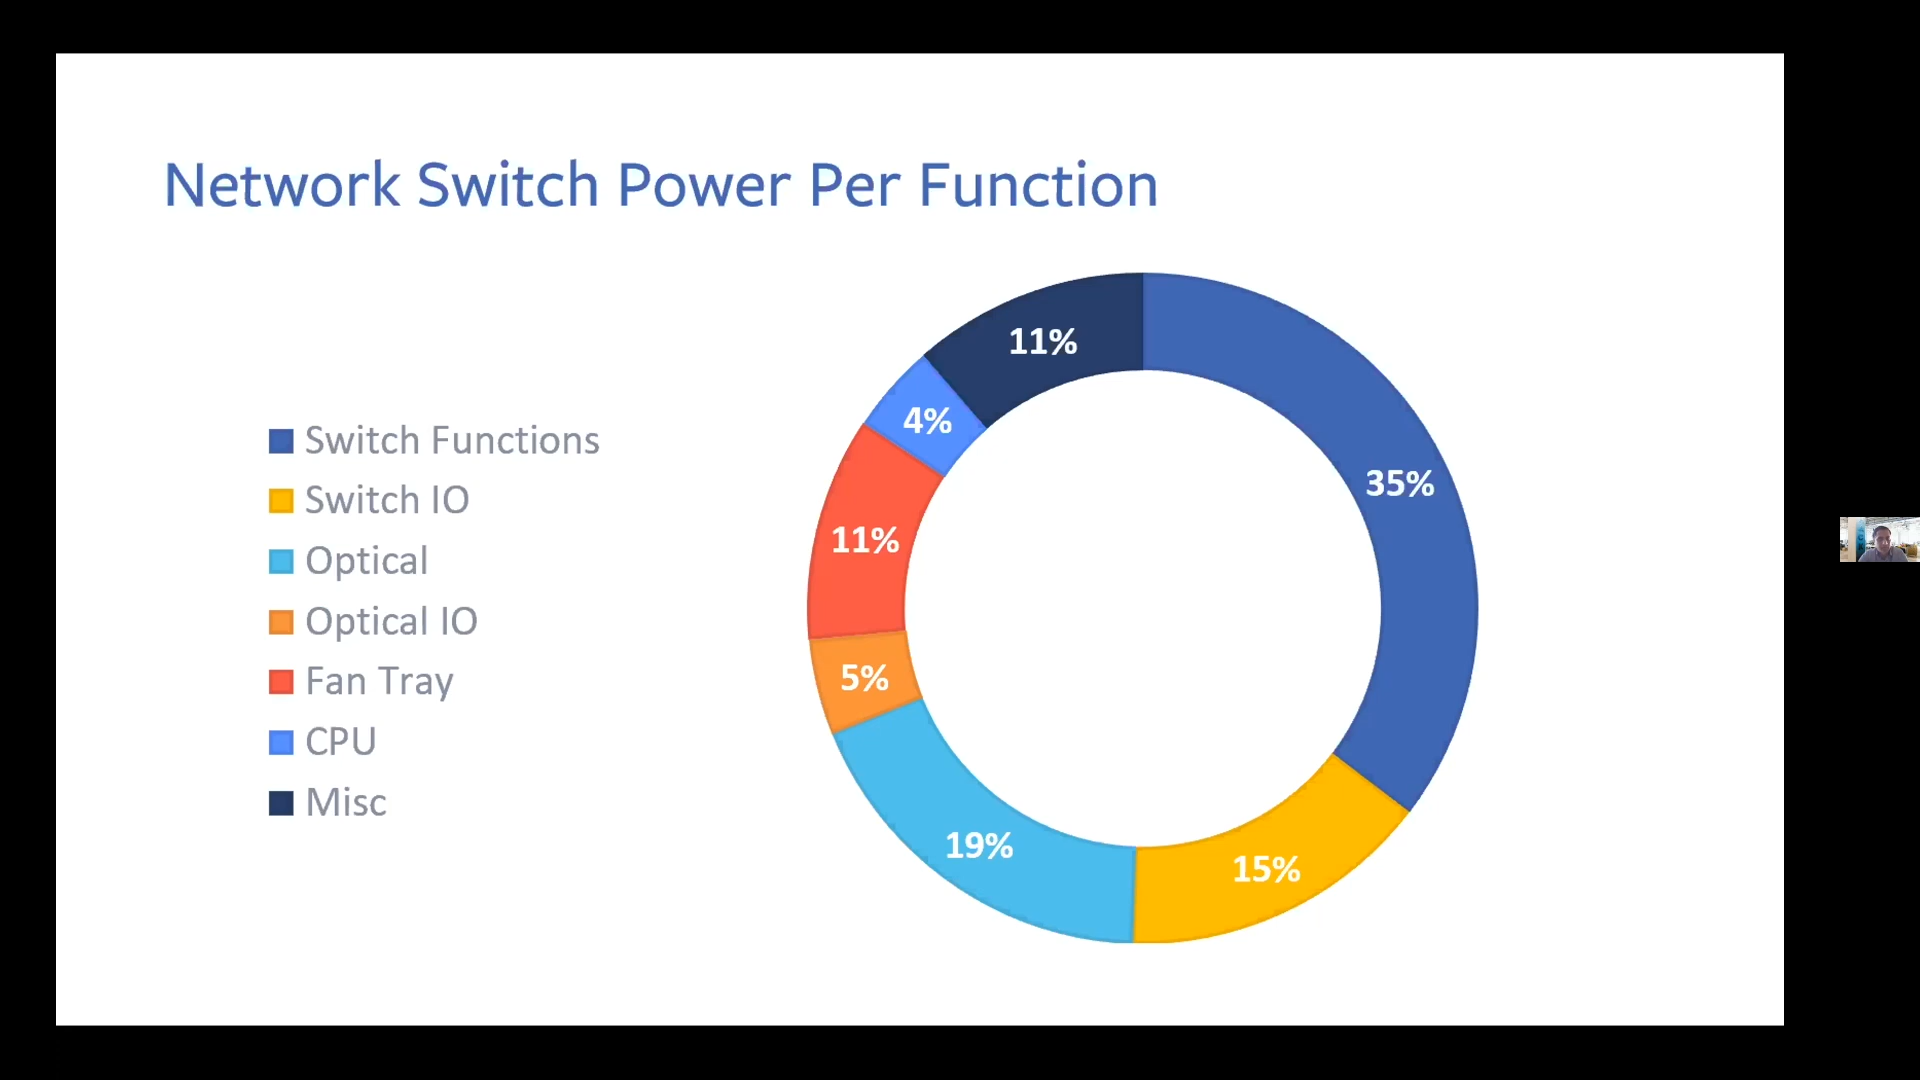 Network Switch Power Per Function
Switch Functions
Switch IO
Optical
Optical IO
Fan Tray
CPU
Misc
11%
4%
35%
11%
5%
19%
15%